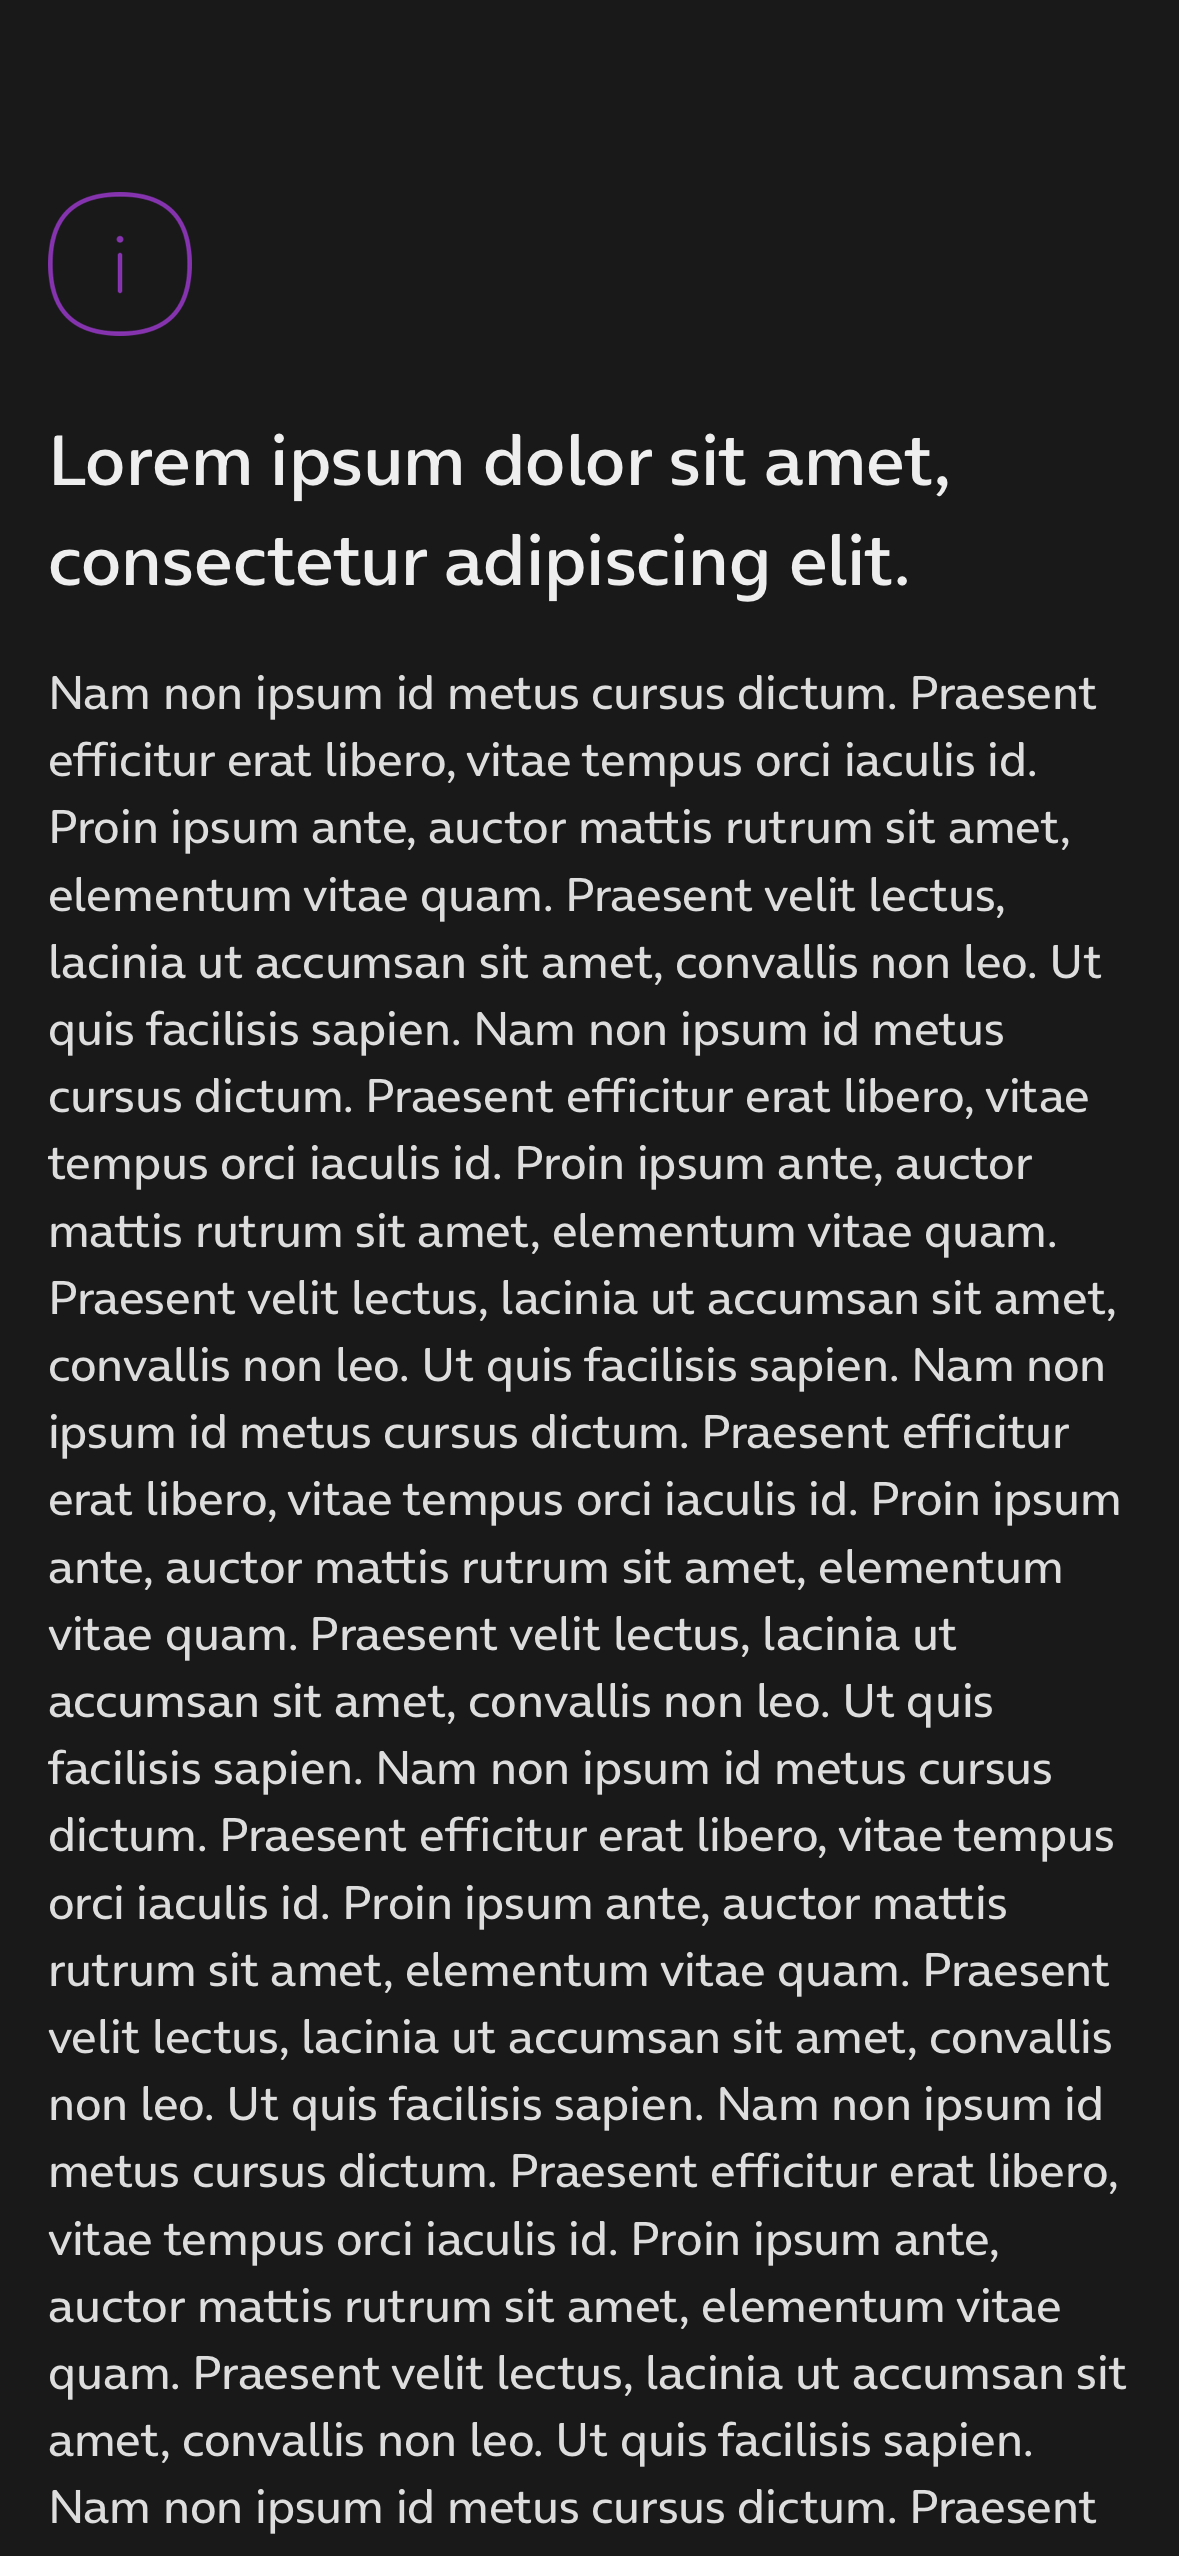 i
Lorem ipsum dolor sit amet,
consectetur adipiscing elit.
Nam non ipsum id metus cursus dictum. Praesent
efficitur erat libero, vitae tempus orci iaculis id.
Proin ipsum ante, auctor mattis rutrum sit amet,
elementum vitae quam. Praesent velit lectus,
lacinia ut accumsan sit amet, convallis non leo. Ut
quis facilisis sapien. Nam non ipsum id metus
cursus dictum. Praesent efficitur erat libero, vitae
tempus orci iaculis id. Proin ipsum ante, auctor
mattis rutrum sit amet, elementum vitae quam.
Praesent velit lectus, lacinia ut accumsan sit amet,
convallis non leo. Ut quis facilisis sapien. Nam non
ipsum id metus cursus dictum. Praesent efficitur
erat libero, vitae tempus orci iaculis id. Proin ipsum
ante, auctor mattis rutrum sit amet, elementum
vitae quam. Praesent velit lectus, lacinia ut
accumsan sit amet, convallis non leo. Ut quis
facilisis sapien. Nam non ipsum id metus cursus
dictum. Praesent efficitur erat libero, vitae tempus
orci iaculis id. Proin ipsum ante, auctor mattis
rutrum sit amet, elementum vitae quam. Praesent
velit lectus, lacinia ut accumsan sit amet, convallis
non leo. Ut quis facilisis sapien. Nam non ipsum id
metus cursus dictum. Praesent efficitur erat libero,
vitae tempus orci iaculis id. Proin ipsum ante,
auctor mattis rutrum sit amet, elementum vitae
quam. Praesent velit lectus, lacinia ut accumsan sit
amet, convallis non leo. Ut quis facilisis sapien.
Nam non ipsum id metus cursus dictum. Praesent